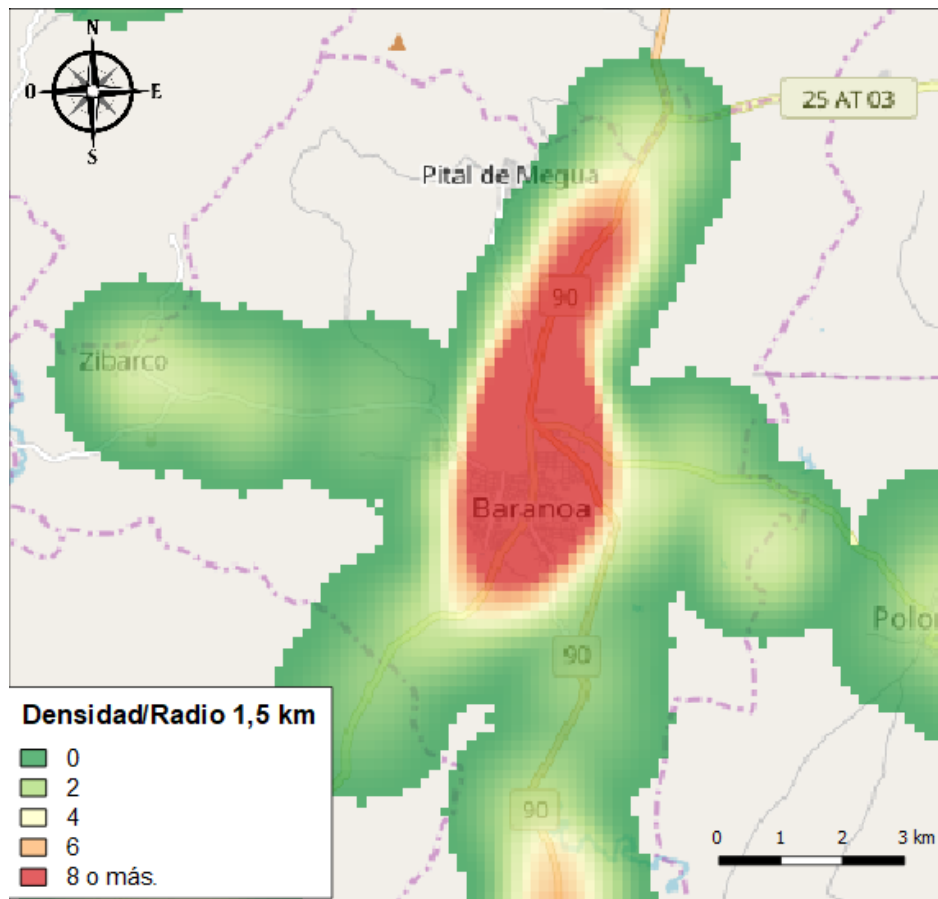 N
O E
S
25 AT 03
Pital de Megua
90
Zibarco
Baranoa
Polon
90
90
Densidad/Radio 1,5 km
0
2
4
6
8 o más.
0 1 2 3 km